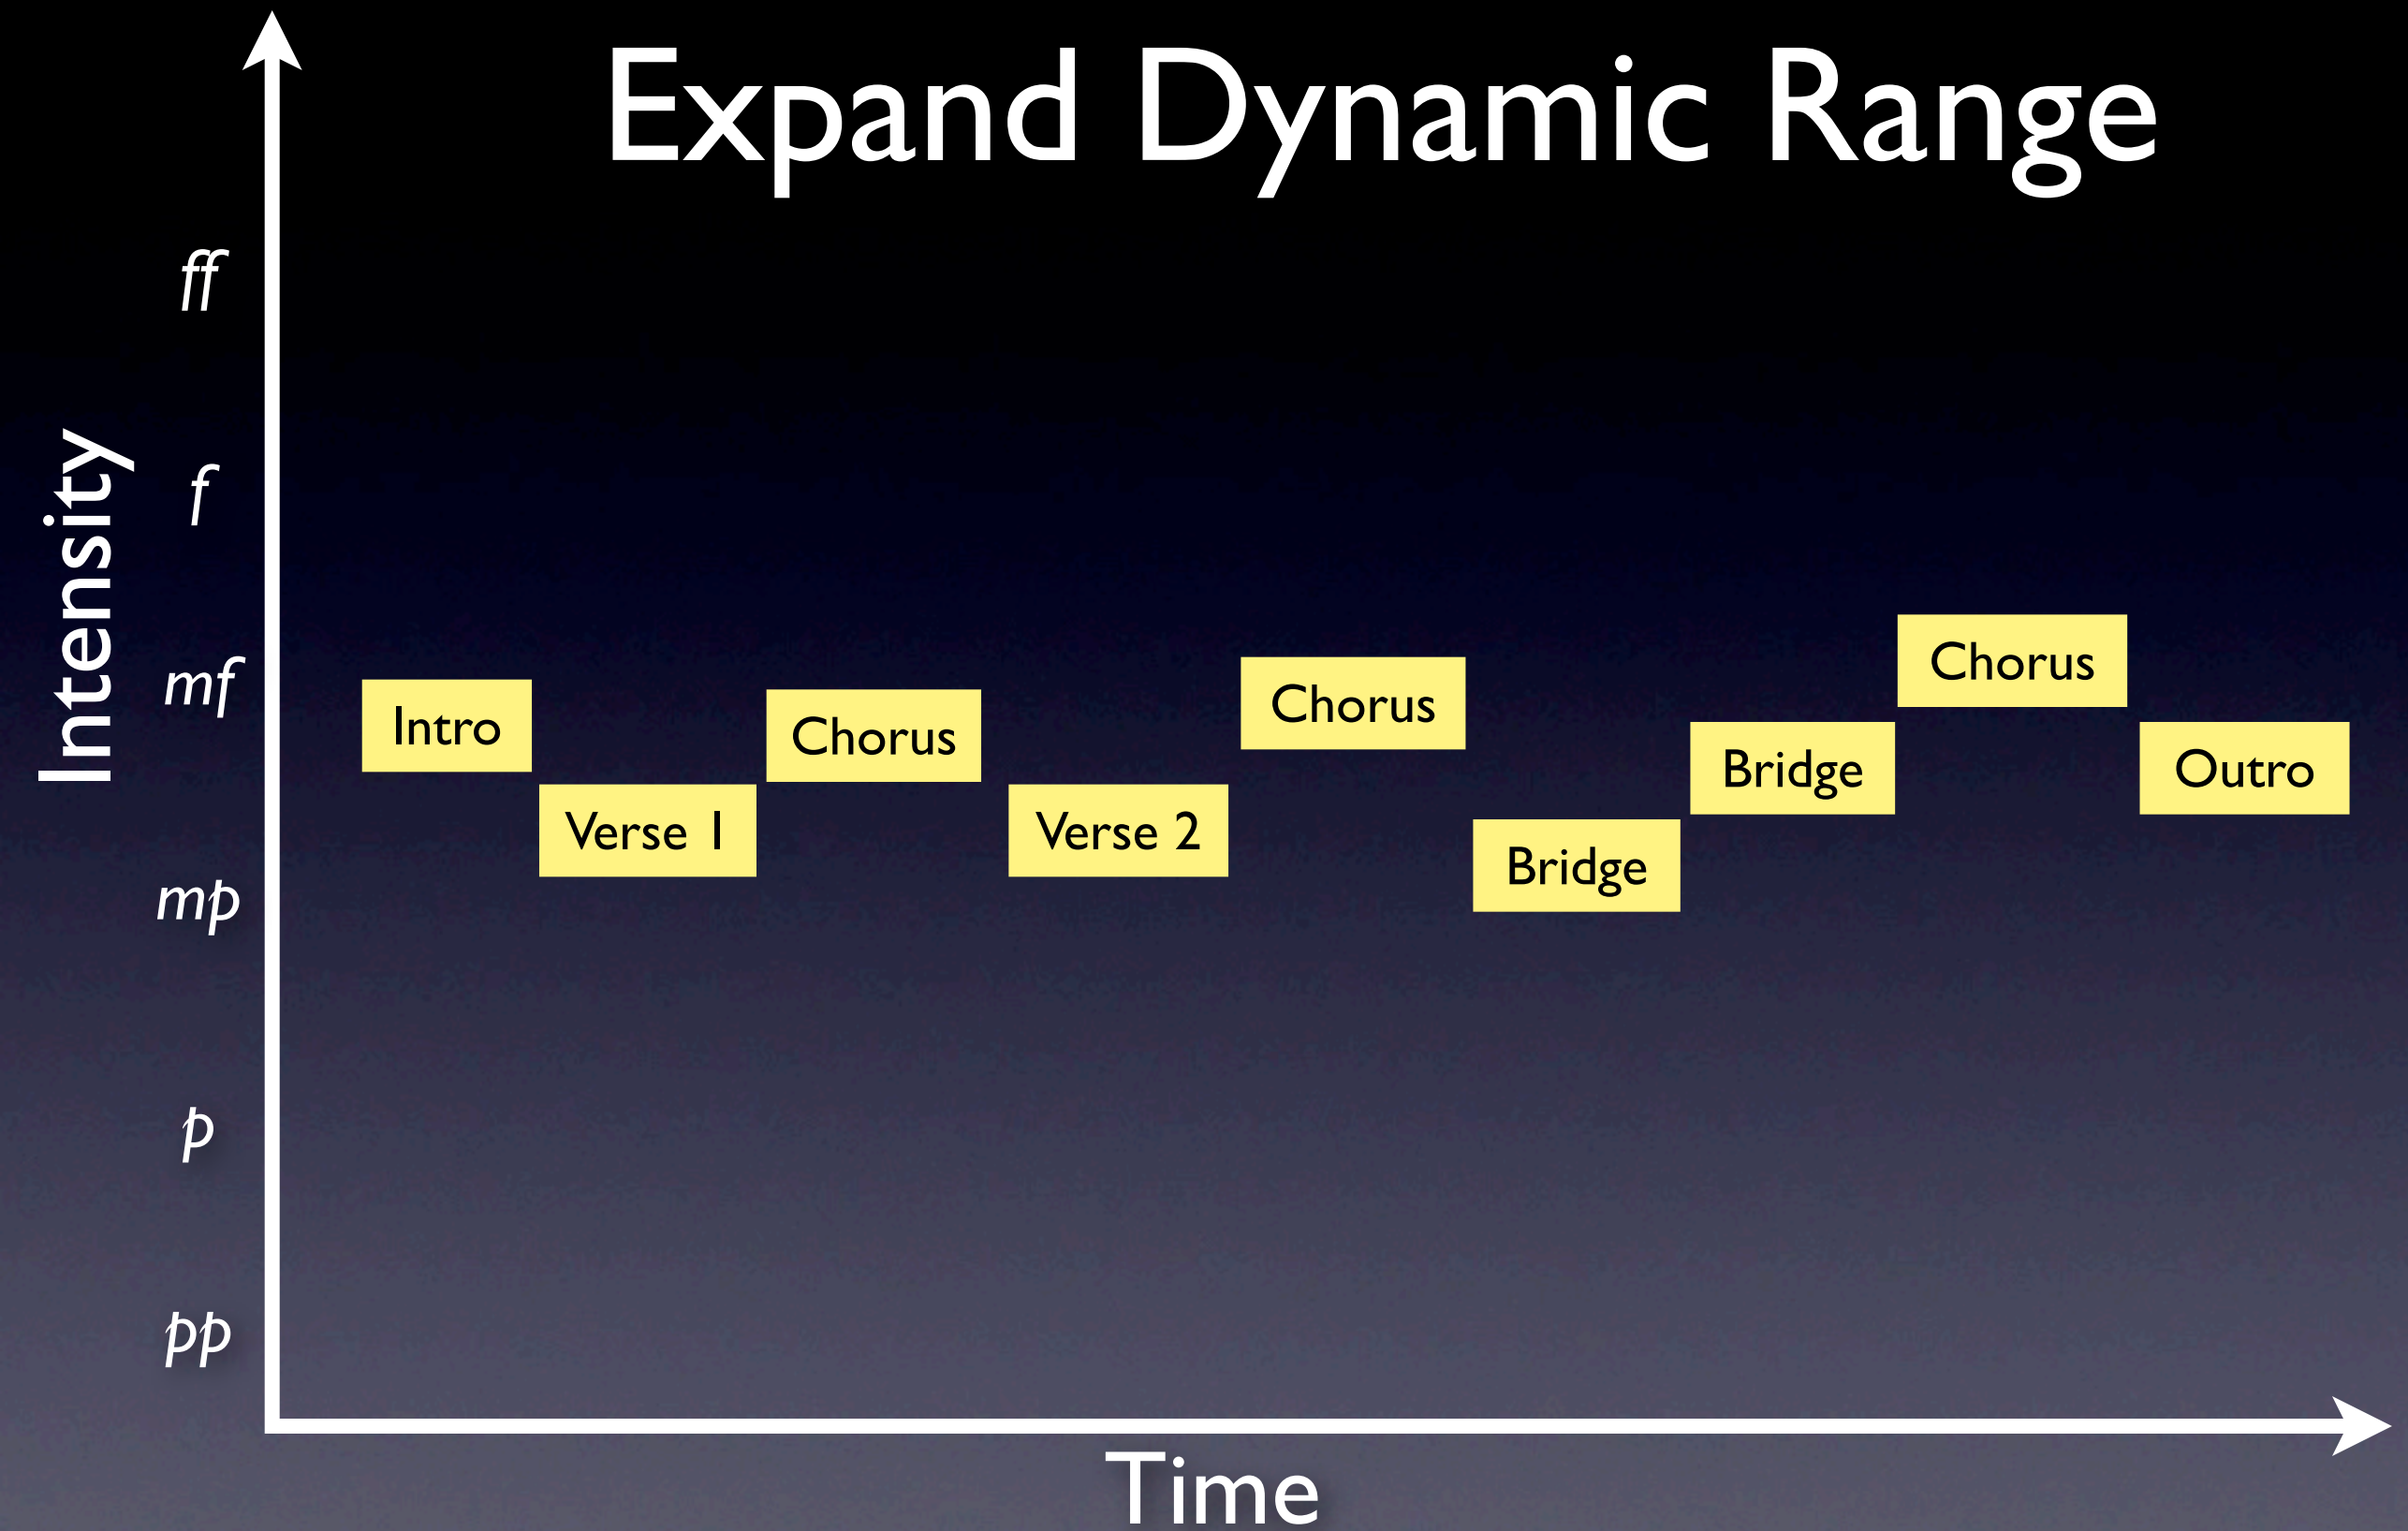 Expand Dynamic Range
Intensity
ff
f
mf
mp
p
pp
Intro
Verse 1
Chorus
Verse 2
Chorus
Bridge
Bridge
Chorus
Outro
Time